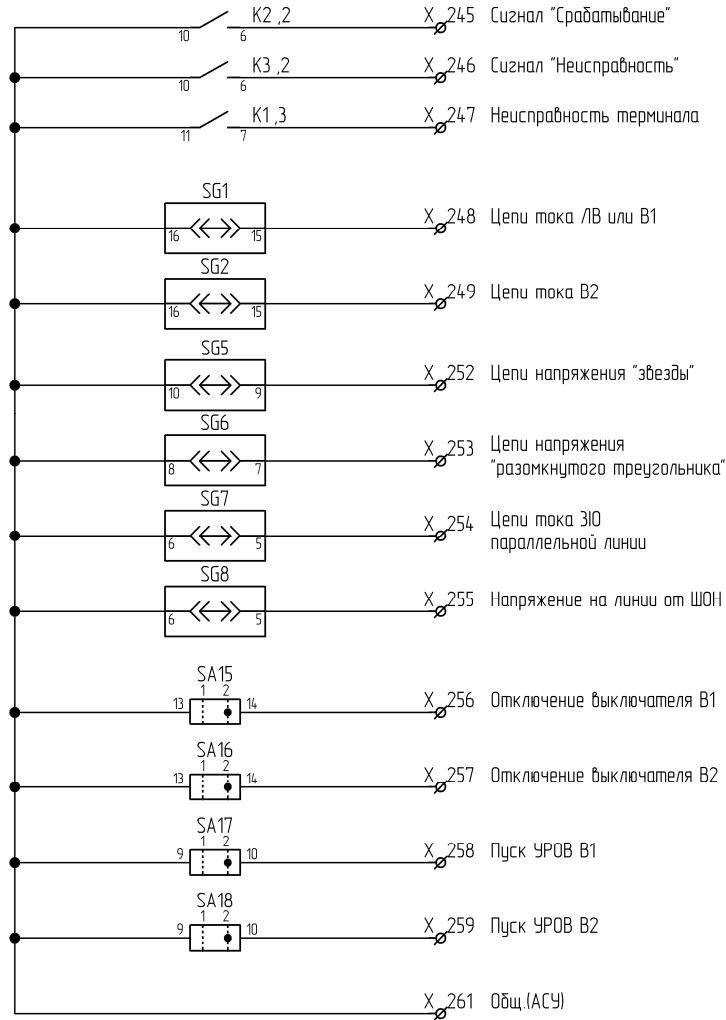 K2 ,2 X 245 Сигнал "Срабатывание"
10 6
K3 ,2 X 246 Сигнал "Неисправность"
10 6
K1 ,3 X 247 Неисправность терминала
11 7
SG1
X 248 Цепи тока ЛВ или В1
16 15
SG2
X 249 Цепи тока В2
16 15
SG5
X 252 Цепи напряжения "звезды"
10 9
SG6
X 253 Цепи напряжения
"разомкнутого треугольника"
8 7
SG7
X 254 Цепи тока 3I0
параллельной линии
6 5
SG8
X 255 Напряжение на линии от ШОН
6 5
SA15
1 2
13 14 X 256 Отключение выключателя В1
SA16
1 2
13 14 X 257 Отключение выключателя В2
SA17
1 2
9 10 X 258 Пуск УРОВ В1
SA18
1 2
9 10 X 259 Пуск УРОВ В2
X 261 Общ.(АСУ)